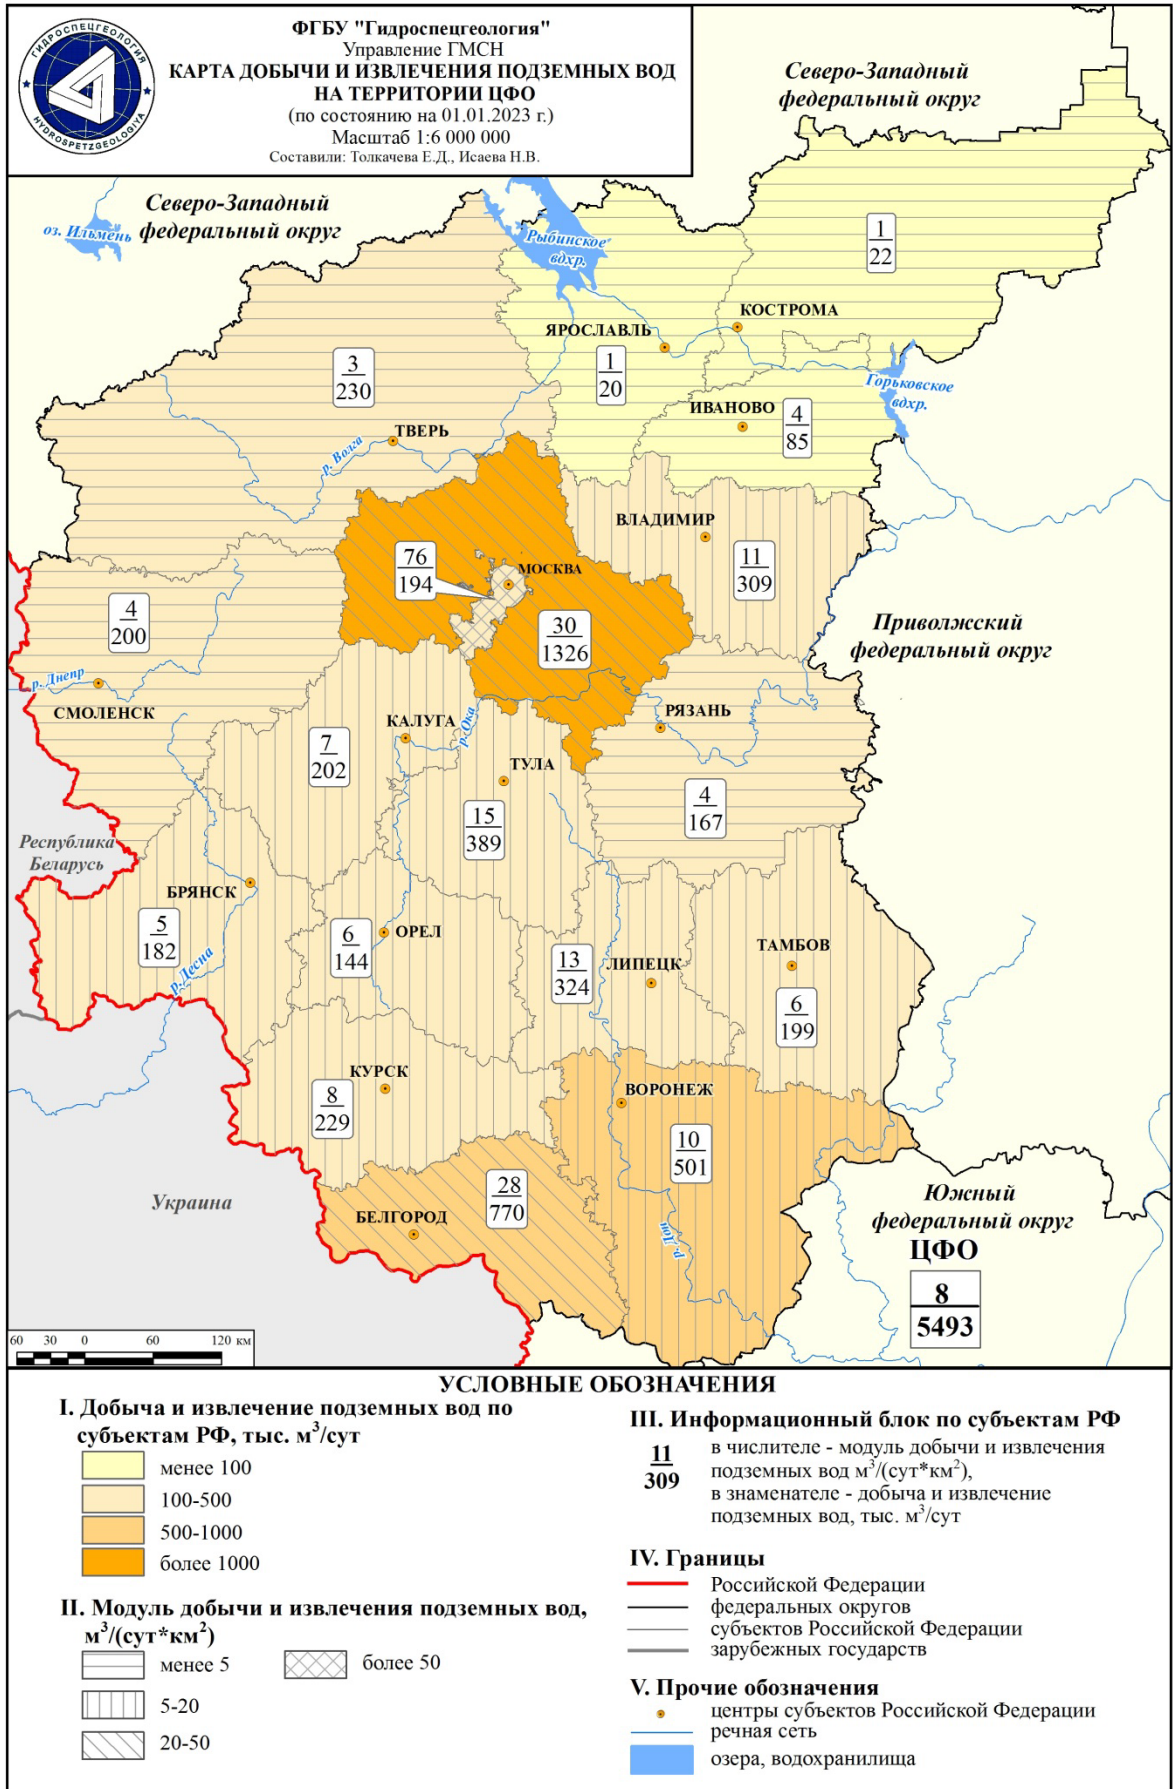 ГИДРОСПЕЦГЕОЛОГИЯ
HYDROSPETZGEOLOGIYA
ФГБУ "Гидроспецгеология"
Управление ГМСН
КАРТА ДОБЫЧИ И ИЗВЛЕЧЕНИЯ ПОДЗЕМНЫХ ВОД
НА ТЕРРИТОРИИ ЦФО
(по состоянию на 01.01.2023 г.)
Масштаб 1:6 000 000
Составили: Толкачева Е.Д., Исаева Н.В.
Северо-Западный
федеральный округ
Северо-Западный
федеральный округ
оз. Ильмень
Рыбинское
вдхр.
1
22
КОСТРОМА
ЯРОСЛАВЛЬ
1
20
3
230
Горьковское
вдхр.
ИВАНОВО
4
85
ТВЕРЬ
р. Волга
ВЛАДИМИР
11
309
76
194
МОСКВА
30
1326
4
200
Приволжский
федеральный округ
р. Днепр
СМОЛЕНСК
КАЛУГА
р. Ока
РЯЗАНЬ
7
202
ТУЛА
15
389
4
167
Республика
Беларусь
БРЯНСК
5
182
р. Десна
6
144
ОРЕЛ
13
324
ЛИПЕЦК
ТАМБОВ
6
199
КУРСК
8
229
ВОРОНЕЖ
10
501
Украина
28
770
БЕЛГОРОД
р. Дон
Южный
федеральный округ
ЦФО
8
5493
60 30 0 60 120 км
УСЛОВНЫЕ ОБОЗНАЧЕНИЯ
I. Добыча и извлечение подземных вод по
субъектам РФ, тыс. м³/сут
менее 100
100-500
500-1000
более 1000
II. Модуль добычи и извлечения подземных вод,
м³/(сут*км²)
менее 5
более 50
5-20
20-50
III. Информационный блок по субъектам РФ
11
309
в числителе - модуль добычи и извлечения
подземных вод м³/(сут*км²),
в знаменателе - добыча и извлечение
подземных вод, тыс. м³/сут
IV. Границы
Российской Федерации
федеральных округов
субъектов Российской Федерации
зарубежных государств
V. Прочие обозначения
центры субъектов Российской Федерации
речная сеть
озера, водохранилища